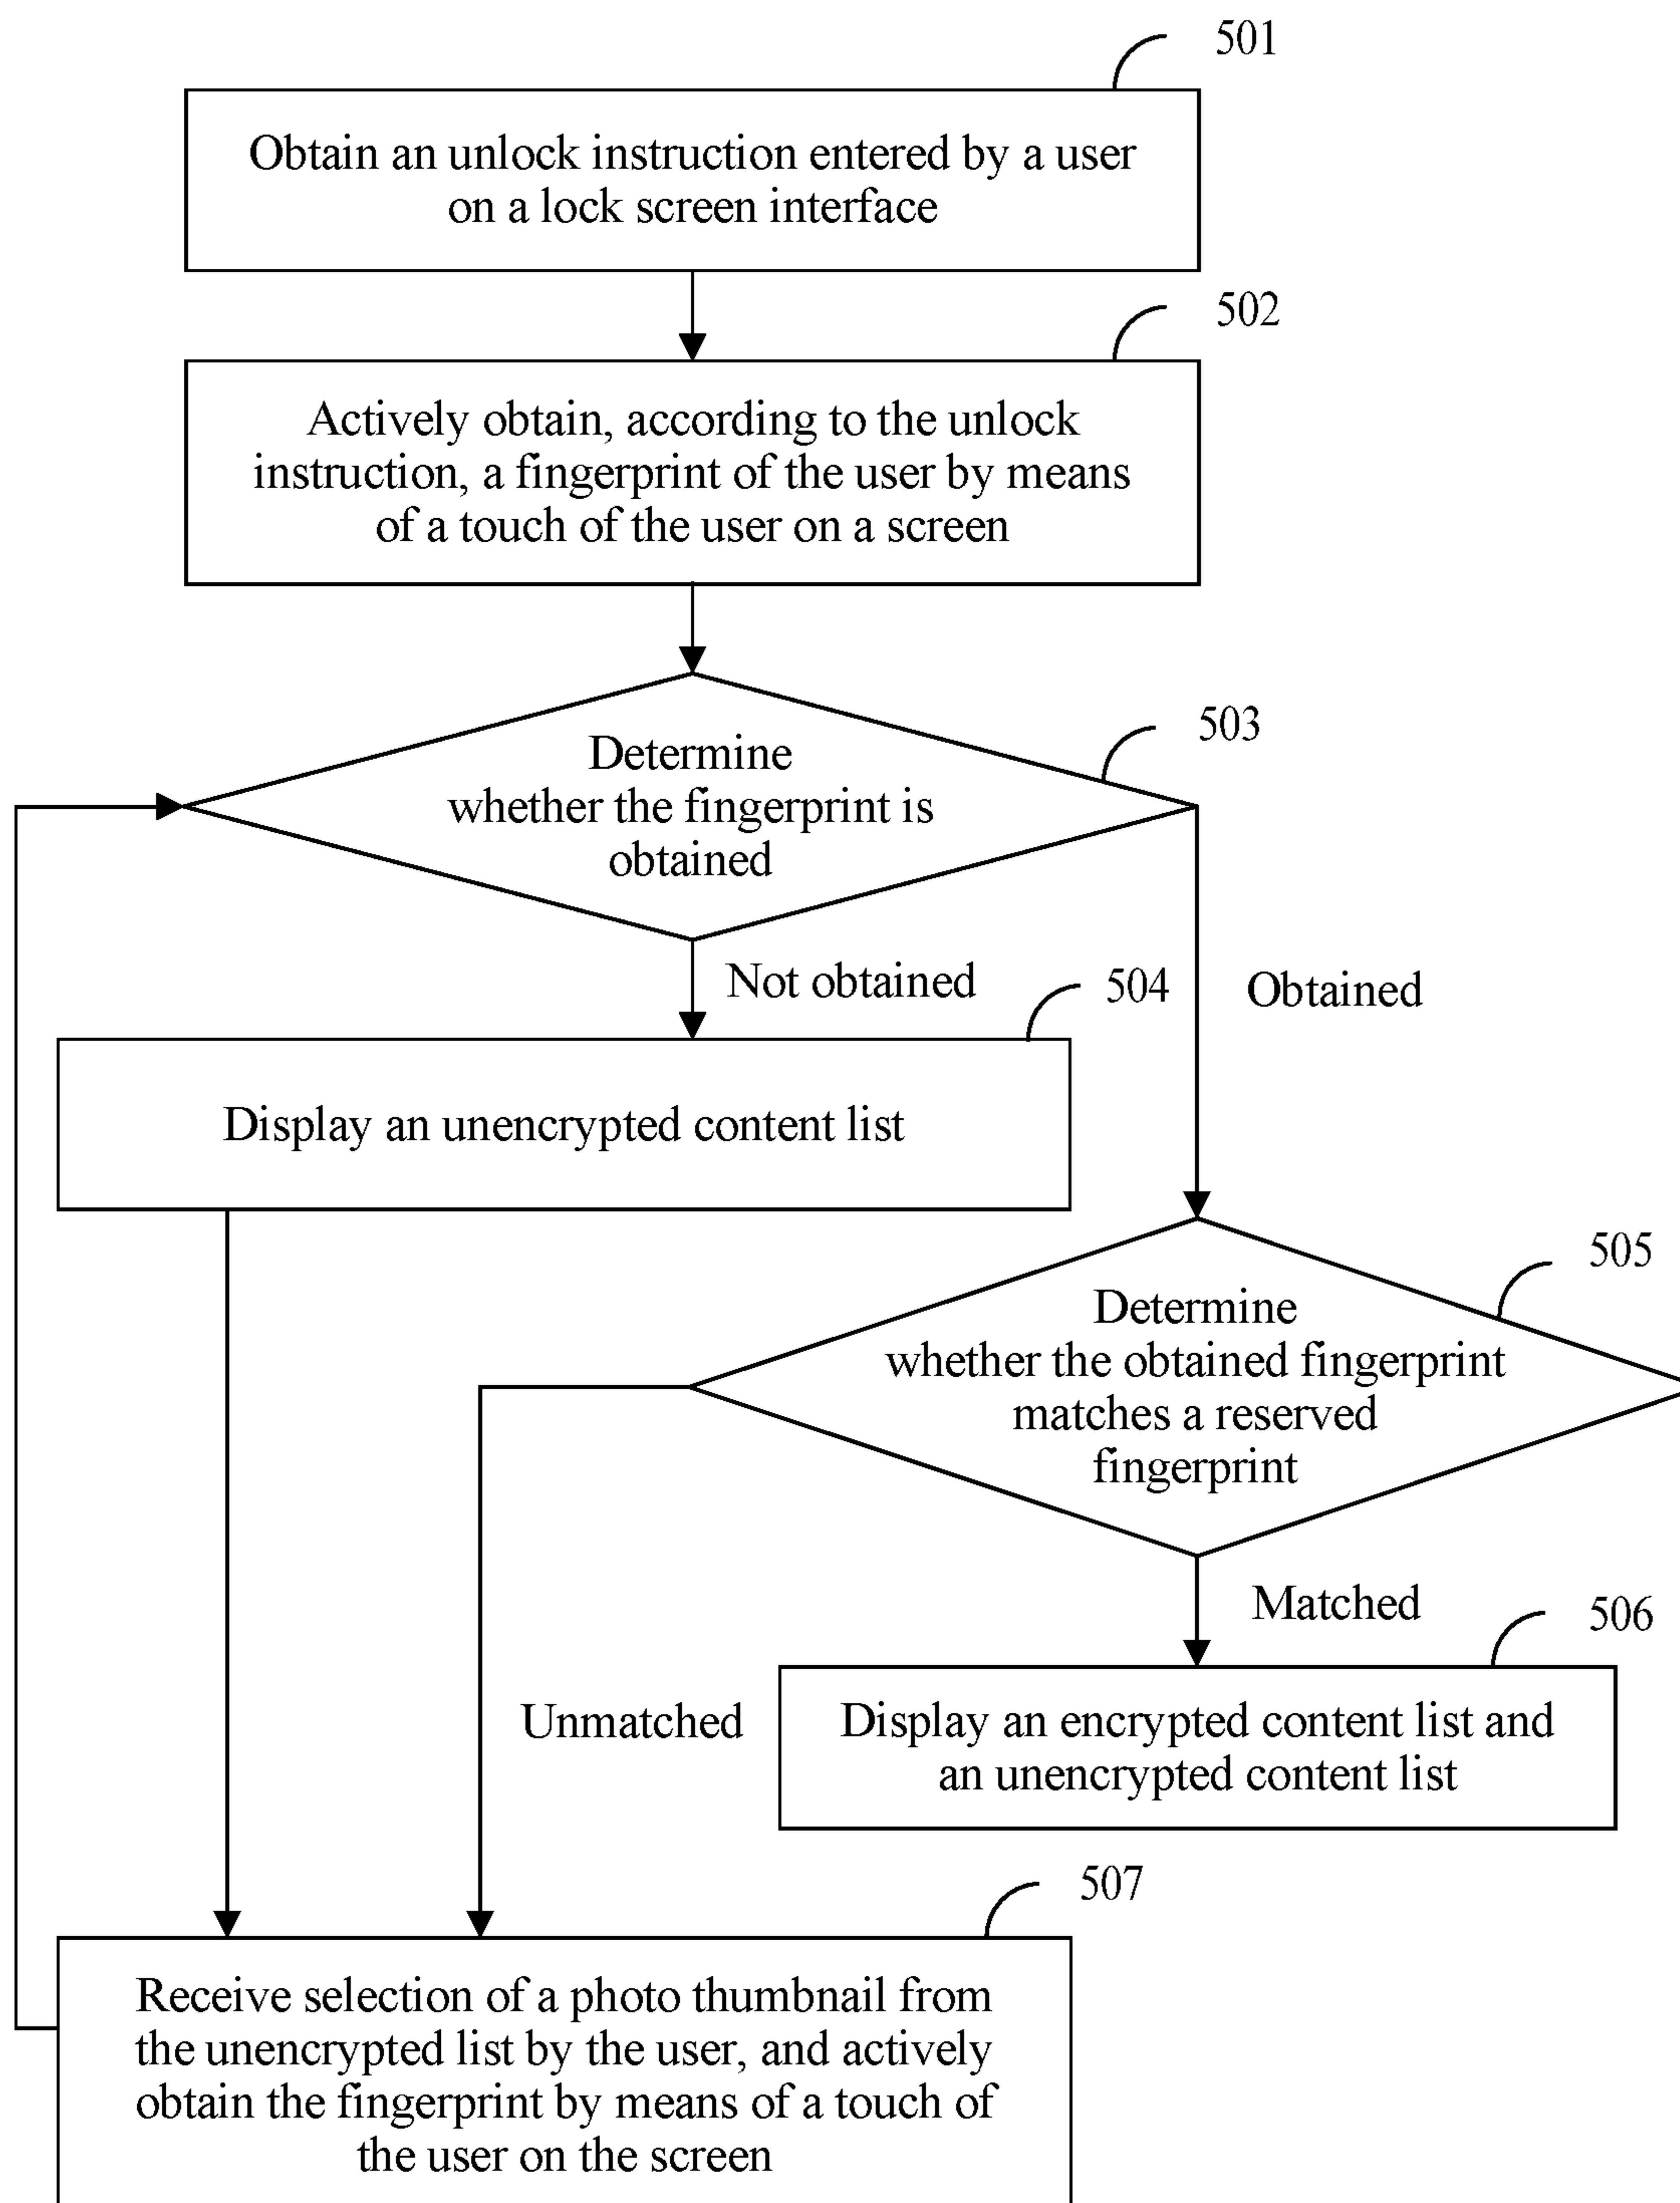 501
Obtain an unlock instruction entered by a user
on a lock screen interface
502
Actively obtain, according to the unlock
instruction, a fingerprint of the user by means
of a touch of the user on a screen
503
Determine
whether the fingerprint is
obtained
Not obtained
504
Obtained
Display an unencrypted content list
505
Determine
whether the obtained fingerprint
matches a reserved
fingerprint
Matched
506
Unmatched
Display an encrypted content list and
an unencrypted content list
507
Receive selection of a photo thumbnail from
the unencrypted list by the user, and actively
obtain the fingerprint by means of a touch of
the user on the screen